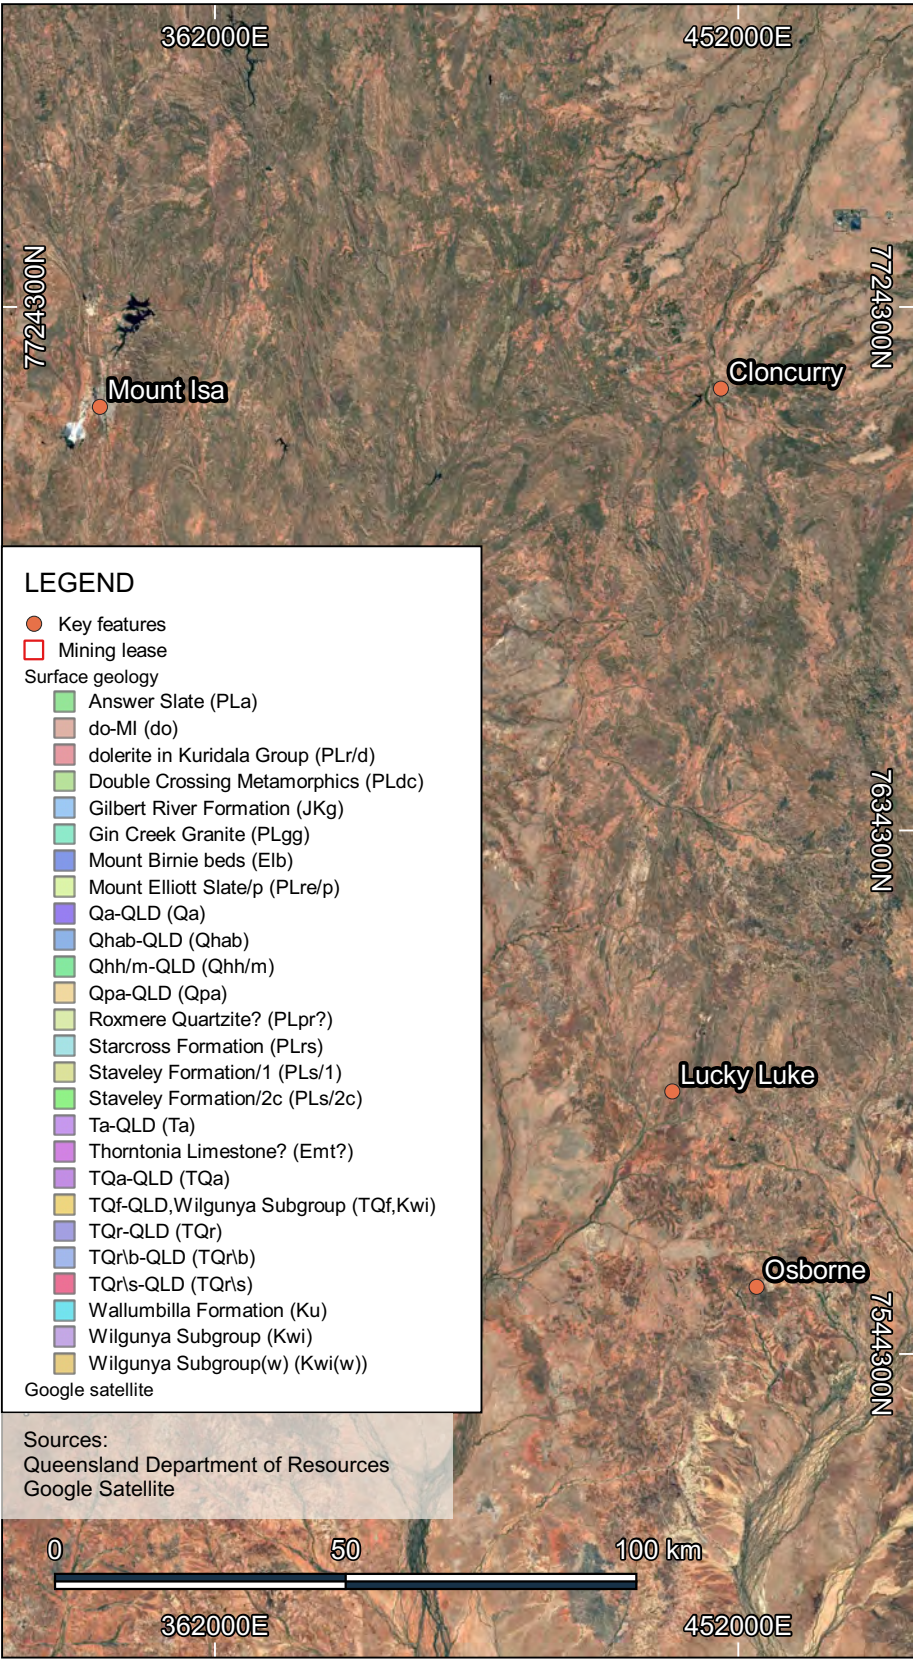 362000E
452000E
7724300N
7724300N
Mount Isa
Cloncurry
LEGEND
Key features
Mining lease
Surface geology
Answer Slate (PLa)
do-MI (do)
dolerite in Kuridala Group (PLr/d)
Double Crossing Metamorphics (PLdc)
Gilbert River Formation (JKg)
Gin Creek Granite (PLgg)
Mount Birnie beds (Elb)
Mount Elliott Slate/p (PLre/p)
Qa-QLD (Qa)
Qhab-QLD (Qhab)
Qhh/m-QLD (Qhh/m)
Qpa-QLD (Qpa)
Roxmere Quartzite? (PLpr?)
Starcross Formation (PLrs)
Staveley Formation/1 (PLs/1)
Staveley Formation/2c (PLs/2c)
Ta-QLD (Ta)
Thorntonia Limestone? (Emt?)
TQa-QLD (TQa)
TQf-QLD,Wilgunya Subgroup (TQf,Kwi)
TQr-QLD (TQr)
TQr\b-QLD (TQr\b)
TQr\s-QLD (TQr\s)
Wallumbilla Formation (Ku)
Wilgunya Subgroup (Kwi)
Wilgunya Subgroup(w) (Kwi(w))
Google satellite
7634300N
Lucky Luke
Osborne
7544300N
Sources:
Queensland Department of Resources
Google Satellite
0 50 100 km
362000E
452000E